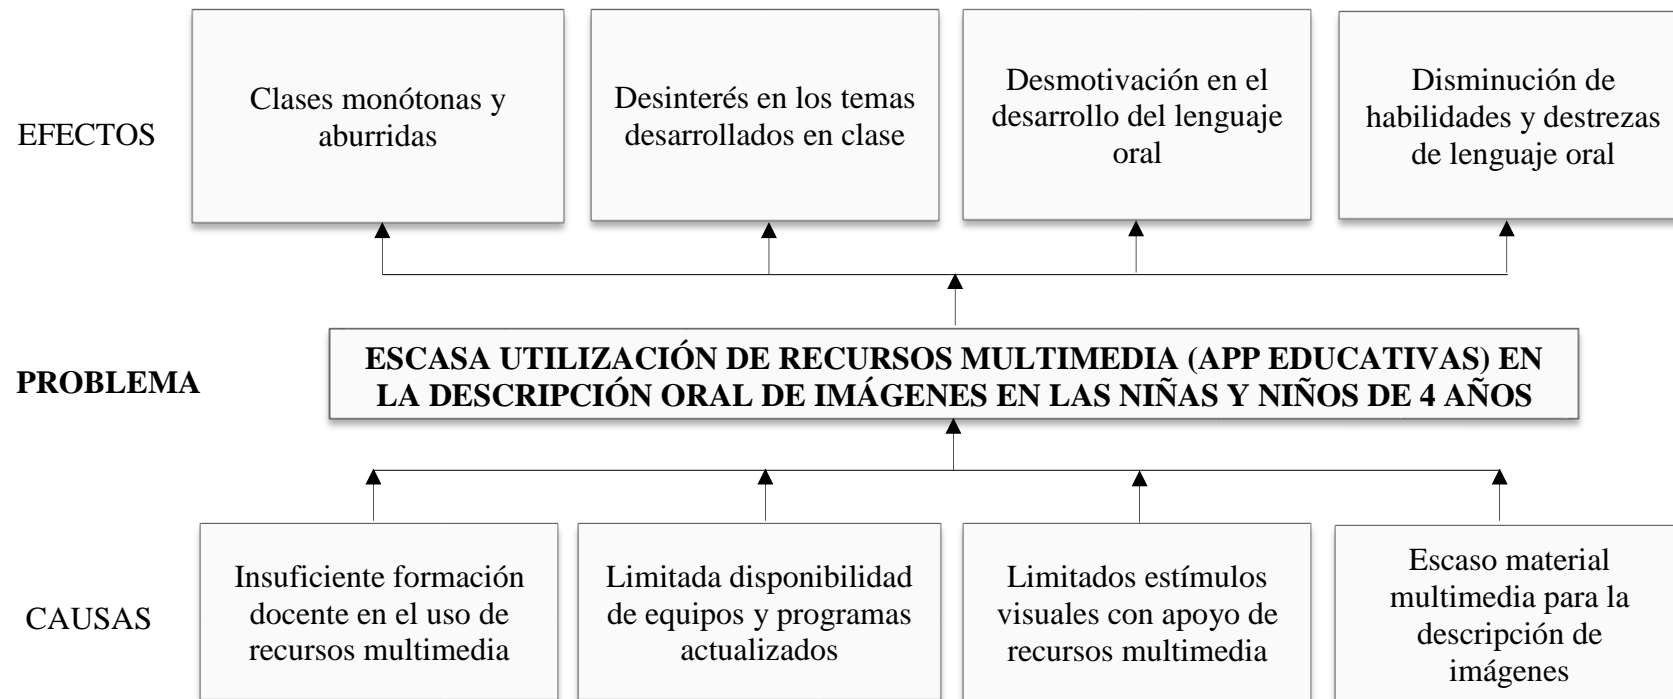 EFECTOS
Clases monótonas y
aburridas
Desinterés en los temas
desarrollados en clase
Desmotivación en el
desarrollo del lenguaje
oral
Disminución de
habilidades y destrezas
de lenguaje oral
PROBLEMA
ESCASA UTILIZACIÓN DE RECURSOS MULTIMEDIA (APP EDUCATIVAS) EN
LA DESCRIPCIÓN ORAL DE IMÁGENES EN LAS NIÑAS Y NIÑOS DE 4 AÑOS
CAUSAS
Insuficiente formación
docente en el uso de
recursos multimedia
Limitada disponibilidad
de equipos y programas
actualizados
Limitados estímulos
visuales con apoyo de
recursos multimedia
Escaso material
multimedia para la
descripción de
imágenes